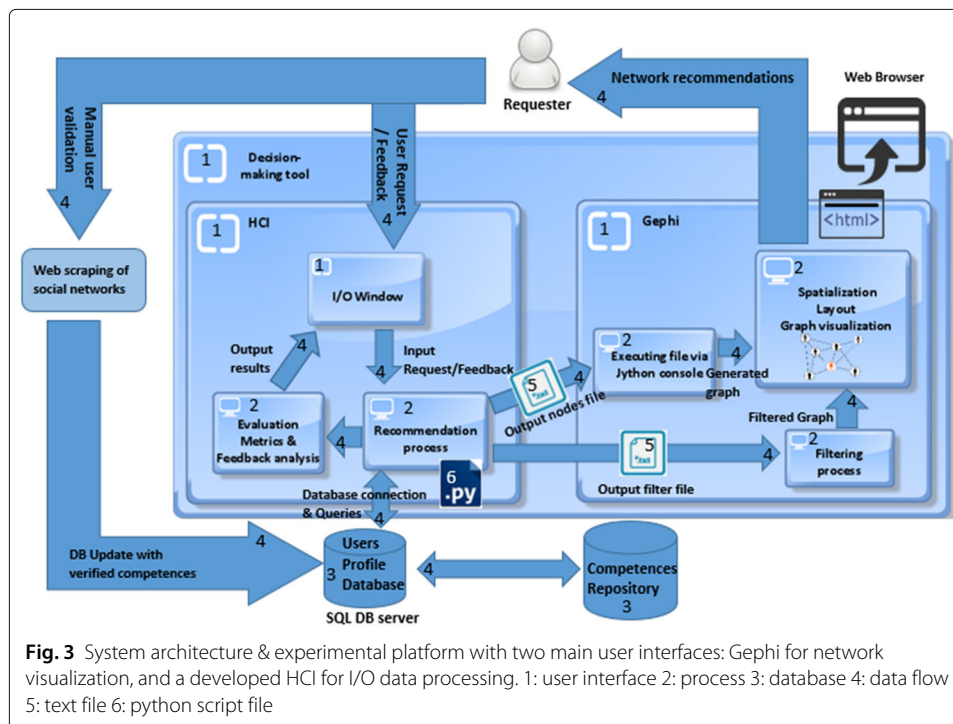 Network recommendations
4
Requester
Web Browser
Manual user
validation
4
User Request
/ Feedback
4
1
Decision-
making tool
1
HCI
1
Gephi
<html>
Web scraping of
social networks
1
I/O Window
2
Spatialization
Layout
Graph visualization
Output
results
4
4
Input
Request/Feedback
5
*.txt
4
Output nodes file
2
Executing file via
Jython console
4
Generated
graph
2
Evaluation
Metrics &
Feedback analysis
4
2
Recommendation
process
6
.py
5
*.txt
4
Output filter file
Filtered Graph
4
2
Filtering
process
Database connection
& Queries
4
DB Update with
verified competences
4
Users
Profile
3 Database
SQL DB server
4
Competences
Repository
3
Fig. 3 System architecture & experimental platform with two main user interfaces: Gephi for network
visualization, and a developed HCI for I/O data processing. 1: user interface 2: process 3: database 4: data flow
5: text file 6: python script file